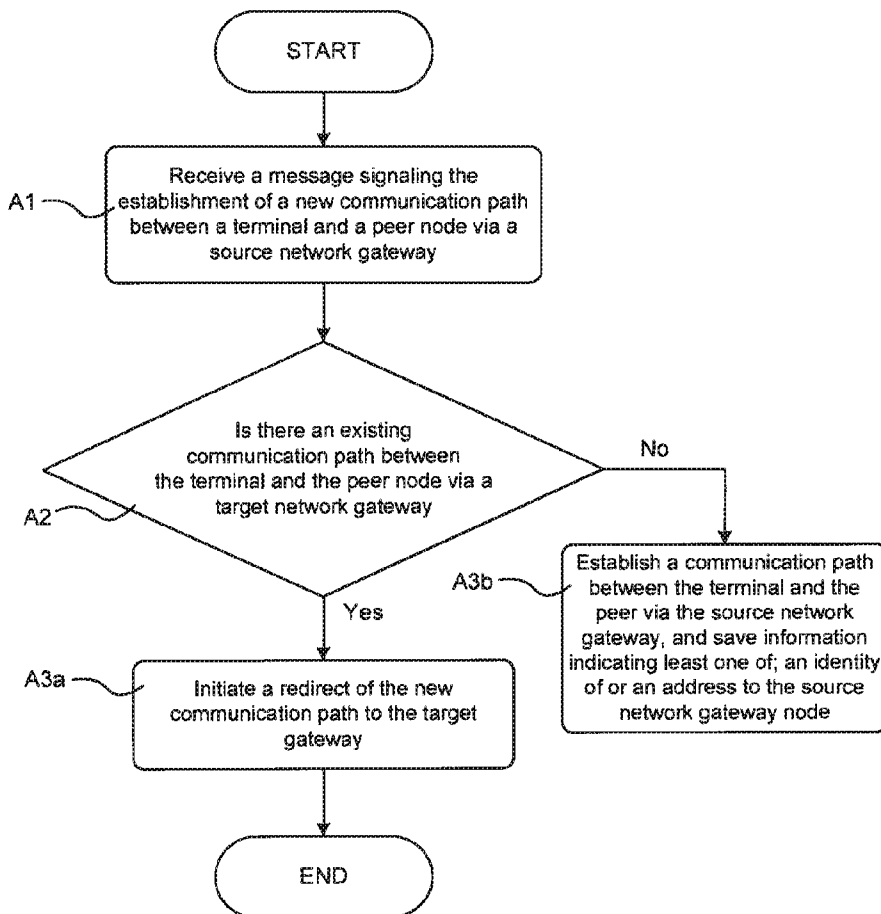 START
A1
Receive a message signaling the
establishment of a new communication path
between a terminal and a peer node via a
source network gateway
Is there an existing
communication path between
the terminal and the peer node via a
target network gateway
A2
No
Yes
A3b
Establish a communication path
between the terminal and the
peer via the source network
gateway, and save information
indicating least one of; an identity
of or an address to the source
network gateway node
A3a
Initiate a redirect of the new
communication path to the target
gateway
END